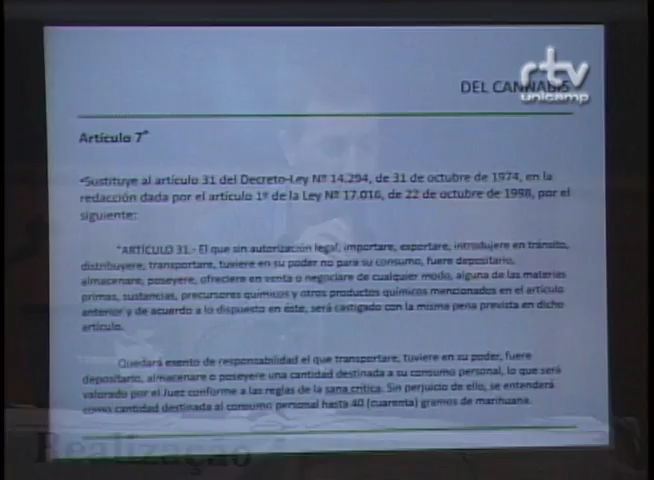 rtv
unicamp
DEL CANNABIS
Artículo 7°
•Sustituye al artículo 31 del Decreto-Ley Nº 14.294, de 31 de octubre de 1974, en la
redacción dada por el artículo 1º de la Ley Nº 17.016, de 22 de octubre de 1998, por el
siguiente:
"ARTÍCULO 31.- El que sin autorización legal, importare, exportare, introdujere en tránsito,
distribuyere, transportare, tuviere en su poder no para su consumo, fuere depositario,
almacenare, poseyere, ofreciere en venta o negociare de cualquier modo, alguna de las materias
primas, sustancias, precursores químicos y otros productos químicos mencionados en el artículo
anterior y de acuerdo a lo dispuesto en éste, será castigado con la misma pena prevista en dicho
artículo.
Quedará exento de responsabilidad el que transportare, tuviere en su poder, fuere
depositario, almacenare o poseyere una cantidad destinada a su consumo personal, lo que será
valorado por el Juez conforme a las reglas de la sana crítica. Sin perjuicio de ello, se entenderá
como cantidad destinada al consumo personal hasta 40 (cuarenta) gramos de marihuana.
Realização